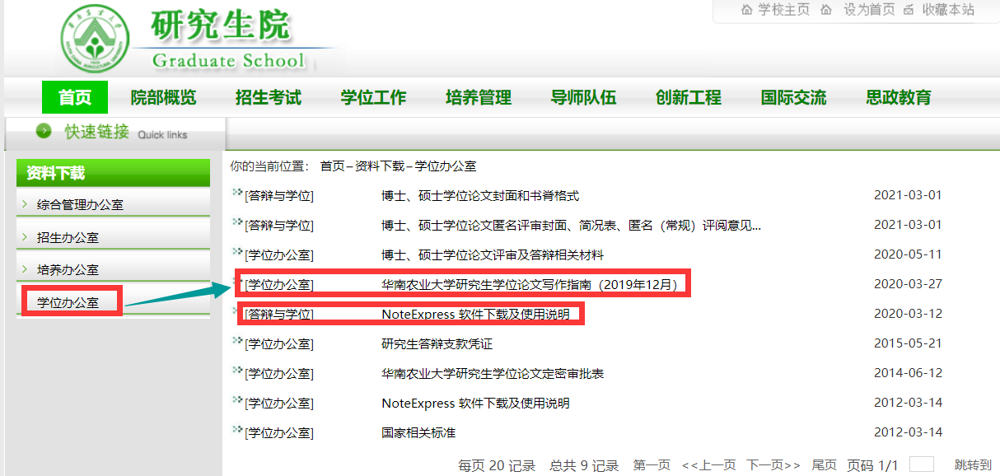 学校主页 设为首页 收藏本站
研究生院
Graduate School
首页 院部概览 招生考试 学位工作 培养管理 导师队伍 创新工程 国际交流 思政教育
快速链接 Quick links
资料下载
综合管理办公室
招生办公室
培养办公室
学位办公室
你的当前位置： 首页–资料下载–学位办公室
[答辩与学位] 博士、硕士学位论文封面和书脊格式 2021-03-01
[答辩与学位] 博士、硕士学位论文匿名评审封面、简况表、匿名（常规）评阅意见... 2021-03-01
[学位办公室] 博士、硕士学位论文评审及答辩相关材料 2020-05-11
[学位办公室] 华南农业大学研究生学位论文写作指南（2019年12月） 2020-03-27
[答辩与学位] NoteExpress 软件下载及使用说明 2020-03-12
[学位办公室] 研究生答辩支款凭证 2015-05-21
[学位办公室] 华南农业大学研究生学位论文定密审批表 2014-06-12
[学位办公室] NoteExpress 软件下载及使用说明 2012-03-14
[学位办公室] 国家相关标准 2012-03-14
每页 20 记录 总共 9 记录 第一页 <<上一页 下一页>> 尾页 页码 1/1 跳转到